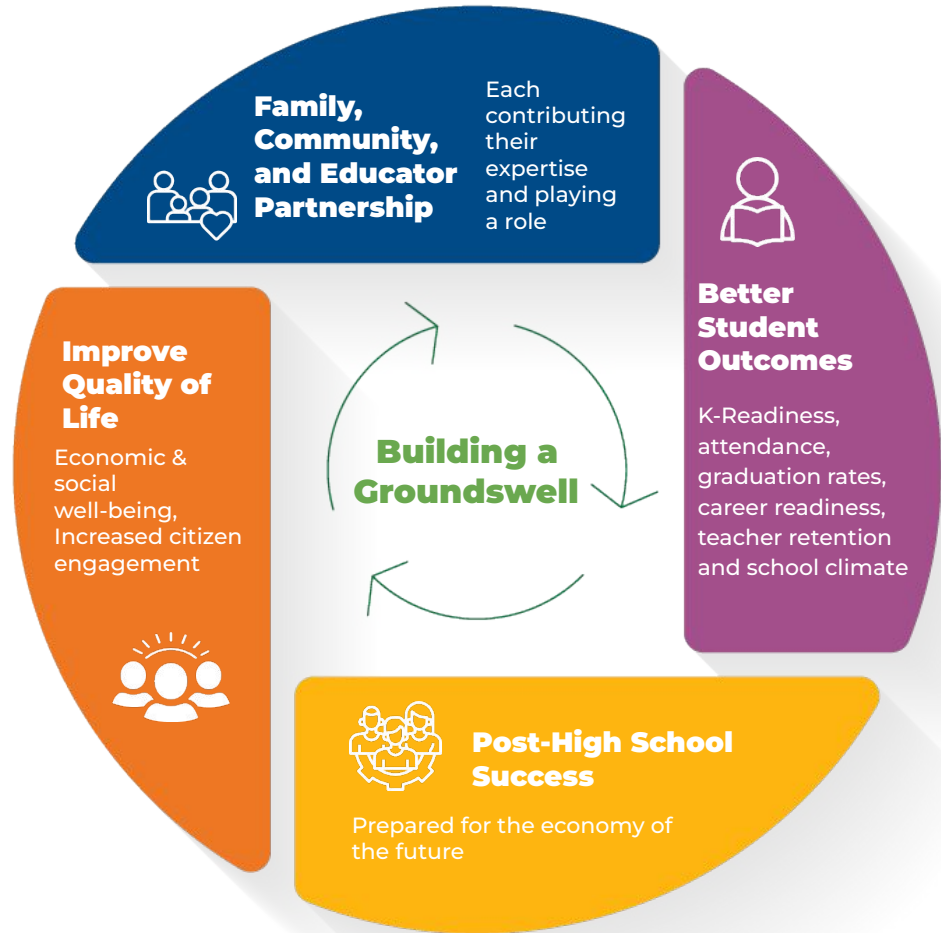 Family,
Community,
and Educator
Partnership
Each
contributing
their
expertise
and playing
a role
Better
Student
Outcomes
K-Readiness,
attendance,
graduation rates,
career readiness,
teacher retention
and school climate
Post-High School
Success
Prepared for the economy of
the future
Improve
Quality of
Life
Economic &
social
well-being,
Increased citizen
engagement
Building a
Groundswell